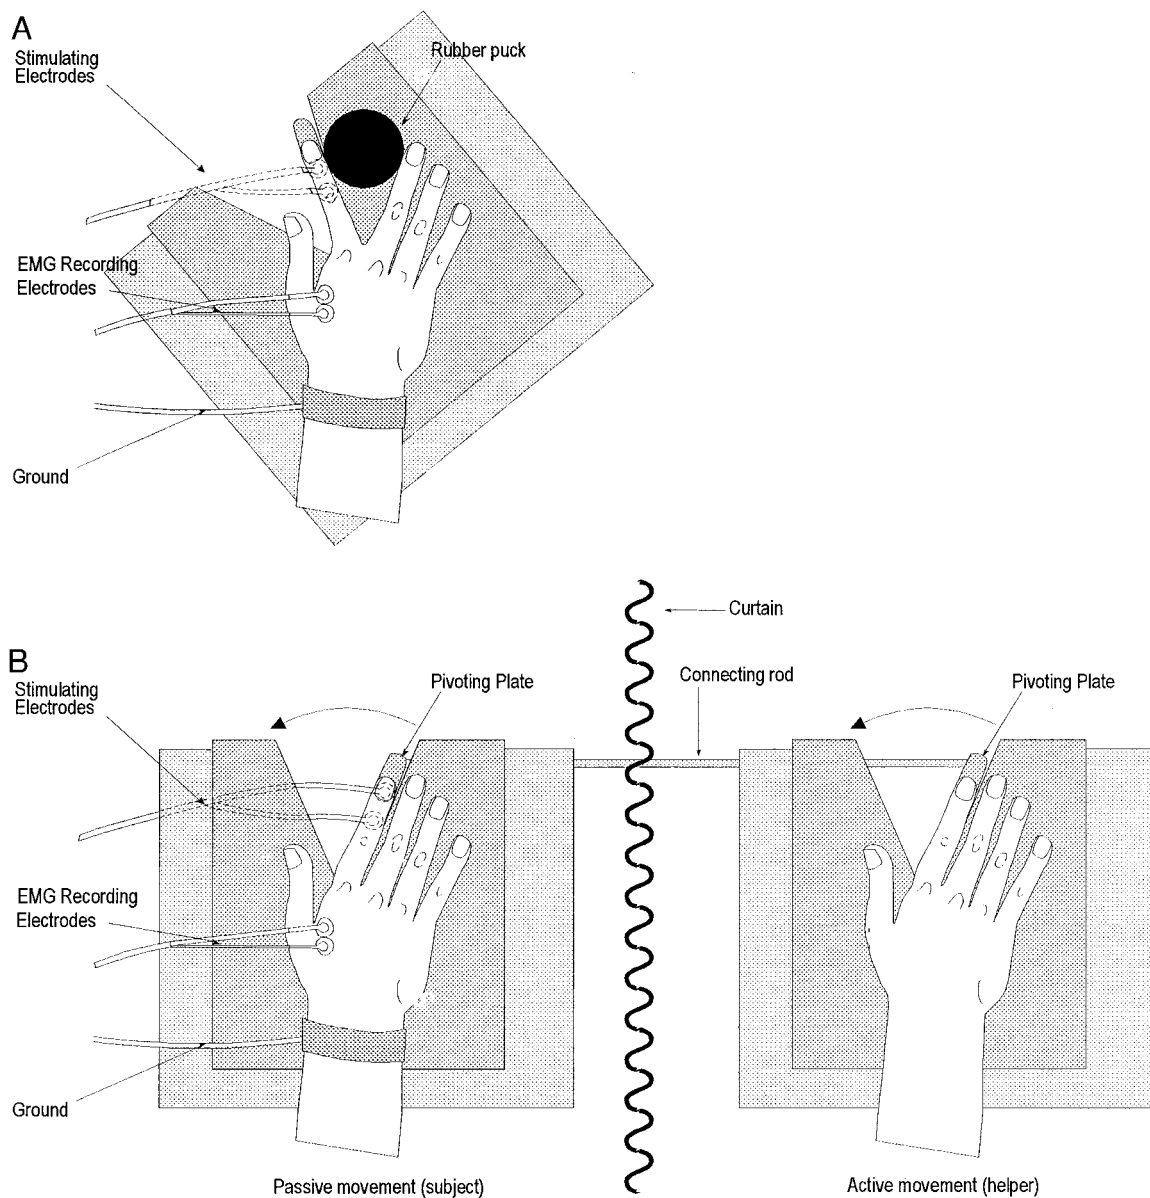 A
Rubber puck
Stimulating
Electrodes
EMG Recording
Electrodes
Ground
Curtain
B
Connecting rod
Pivoting Plate
Pivoting Plate
Stimulating
Electrodes
EMG Recording
Electrodes
Ground
Passive movement (subject)
Active movement (helper)